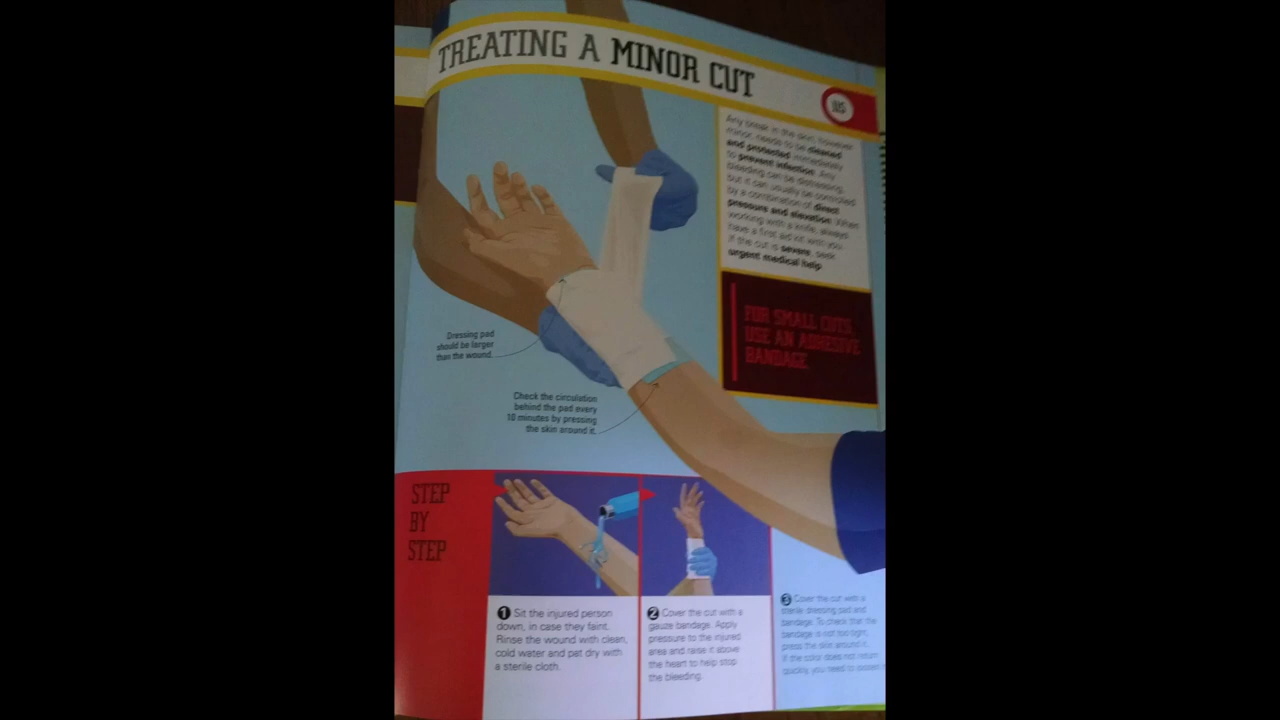 TREATING A MINOR CUT
Any break in the skin, however
minor, needs to be cleaned
and protected immediately
to prevent infection. Any
bleeding can be distressing,
but it can usually be controlled
by a combination of direct
pressure and elevation. When
working with a knife, always
have a first aid kit with you.
If the cut is severe, seek
urgent medical help.
FOR SMALL CUTS,
USE AN ADHESIVE
BANDAGE.
Dressing pad
should be larger
than the wound.
Check the circulation
behind the pad every
10 minutes by pressing
the skin around it.
STEP
BY
STEP
1 Sit the injured person
down, in case they faint.
Rinse the wound with clean,
cold water and pat dry with
a sterile cloth.
2 Cover the cut with a
gauze bandage. Apply
pressure to the injured
area and raise it above
the heart to help stop
the bleeding.
3 Cover the cut with a
sterile dressing pad and
bandage. To check that the
bandage is not too tight,
press the skin around it.
If the color does not return
quickly, you need to loosen